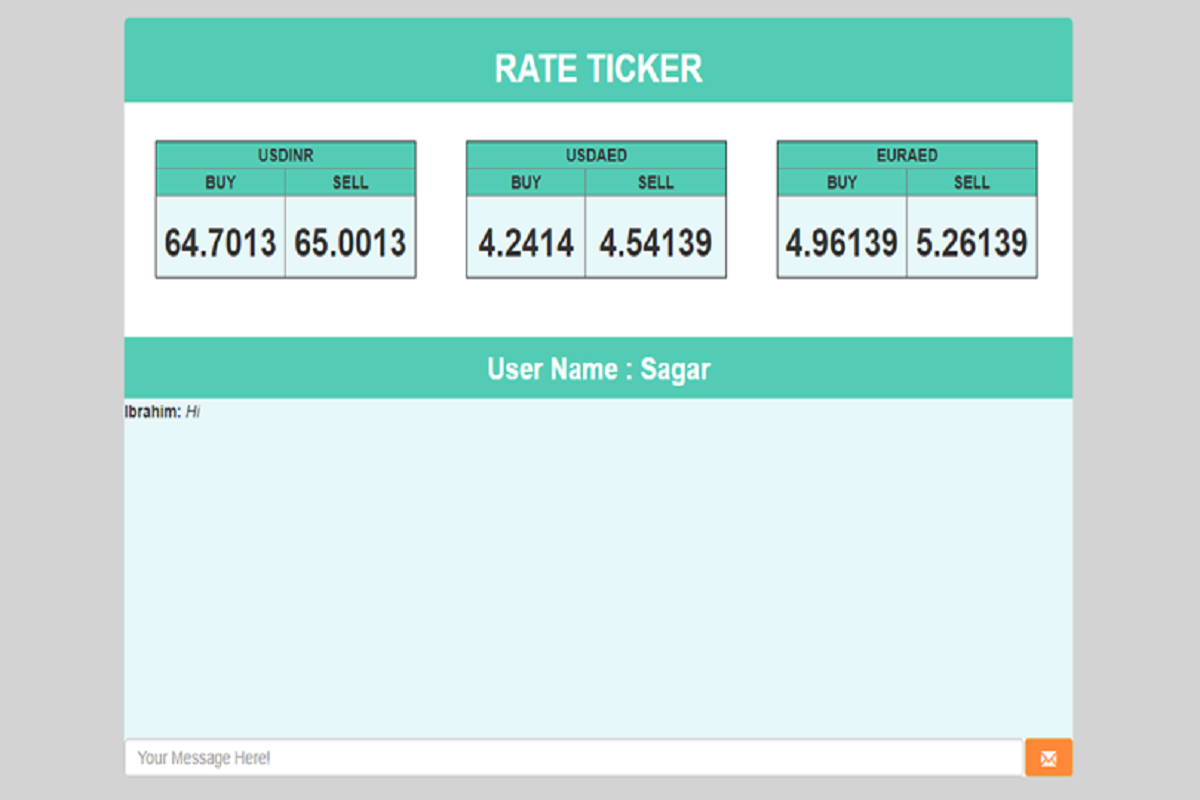 RATE TICKER
USDINR
BUY SELL
64.7013 65.0013
USDAED
BUY SELL
4.2414 4.54139
EURAED
BUY SELL
4.96139 5.26139
User Name : Sagar
Ibrahim: Hi
Your Message Here!